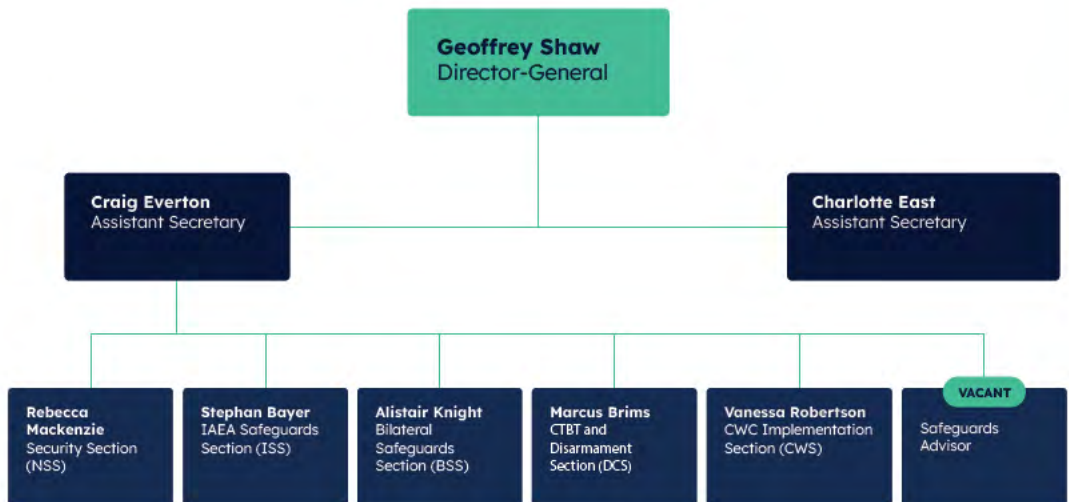 Geoffrey Shaw
Director-General
Craig Everton
Assistant Secretary
Charlotte East
Assistant Secretary
Rebecca
Mackenzie
Security Section
(NSS)
Stephan Bayer
IAEA Safeguards
Section (ISS)
Alistair Knight
Bilateral
Safeguards
Section (BSS)
Marcus Brims
CTBT and
Disarmament
Section (DCS)
Vanessa Robertson
CWC Implementation
Section (CWS)
VACANT
Safeguards
Advisor